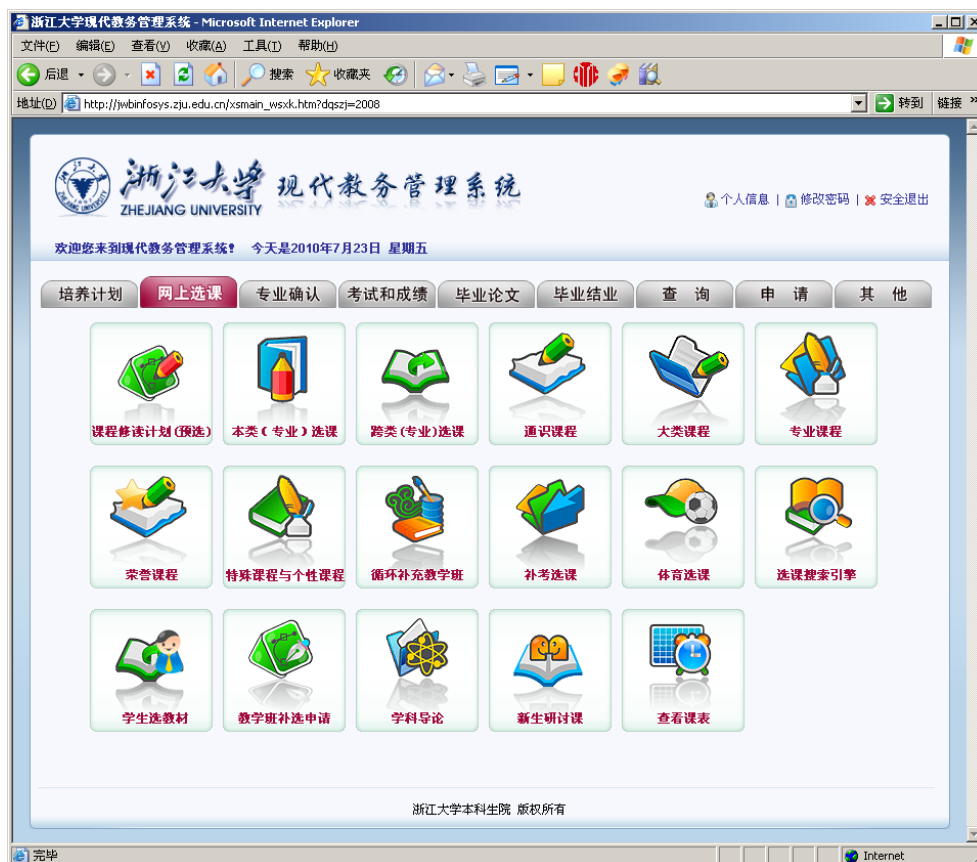 浙江大学现代教务管理系统 - Microsoft Internet Explorer
文件(F) 编辑(E) 查看(V) 收藏(A) 工具(T) 帮助(H)
后退 搜索 收藏夹
地址(D) http://jwbinfosys.zju.edu.cn/xsmain_wsxk.htm?dqszj=2008 转到 链接 »
浙江大学 现代教务管理系统
ZHEJIANG UNIVERSITY
个人信息 | 修改密码 | 安全退出
欢迎您来到现代教务管理系统! 今天是2010年7月23日 星期五
培养计划 网上选课 专业确认 考试和成绩 毕业论文 毕业结业 查 询 申 请 其 他
课程修读计划(预选) 本类(专业)选课 跨类(专业)选课 通识课程 大类课程 专业课程
荣誉课程 特殊课程与个性课程 循环补充教学班 补考选课 体育选课 选课搜索引擎
学生选教材 教学班补选申请 学科导论 新生研讨课 查看课表
浙江大学本科生院 版权所有
完毕 Internet